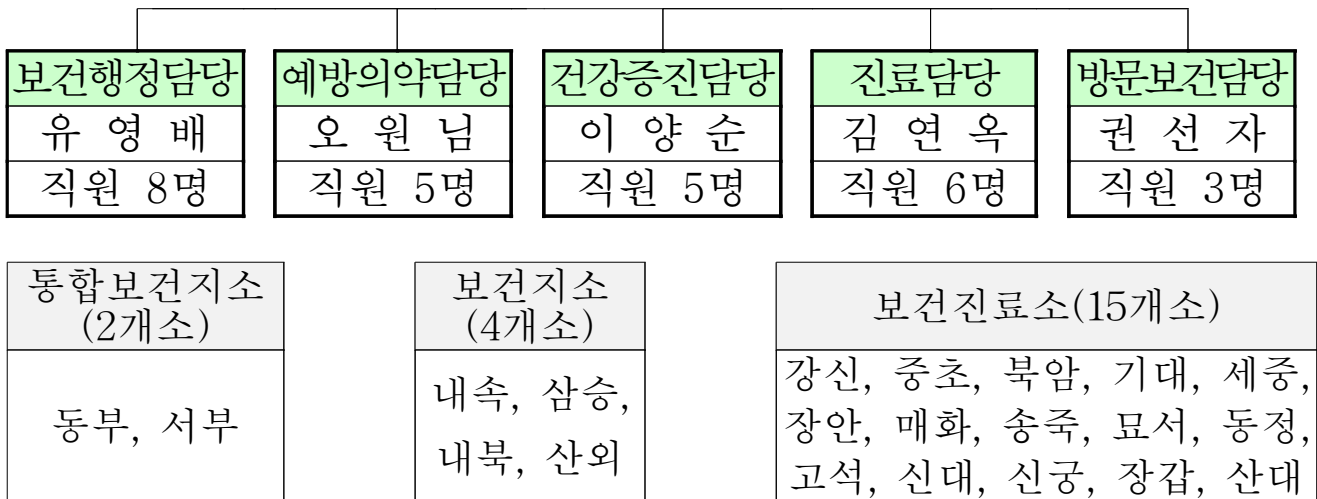 보건행정담당 예방의약담당 건강증진담당 진료담당 방문보건담당
유 영 배 오 원 님 이 양 순 김 연 옥 권 선 자
직원 8명 직원 5명 직원 5명 직원 6명 직원 3명
통합보건지소
(2개소)
동부, 서부
보건지소
(4개소)
내속, 삼승,
내북, 산외
보건진료소(15개소)
강신, 중초, 북암, 기대, 세중,
장안, 매화, 송죽, 묘서, 동정,
고석, 신대, 신궁, 장갑, 산대